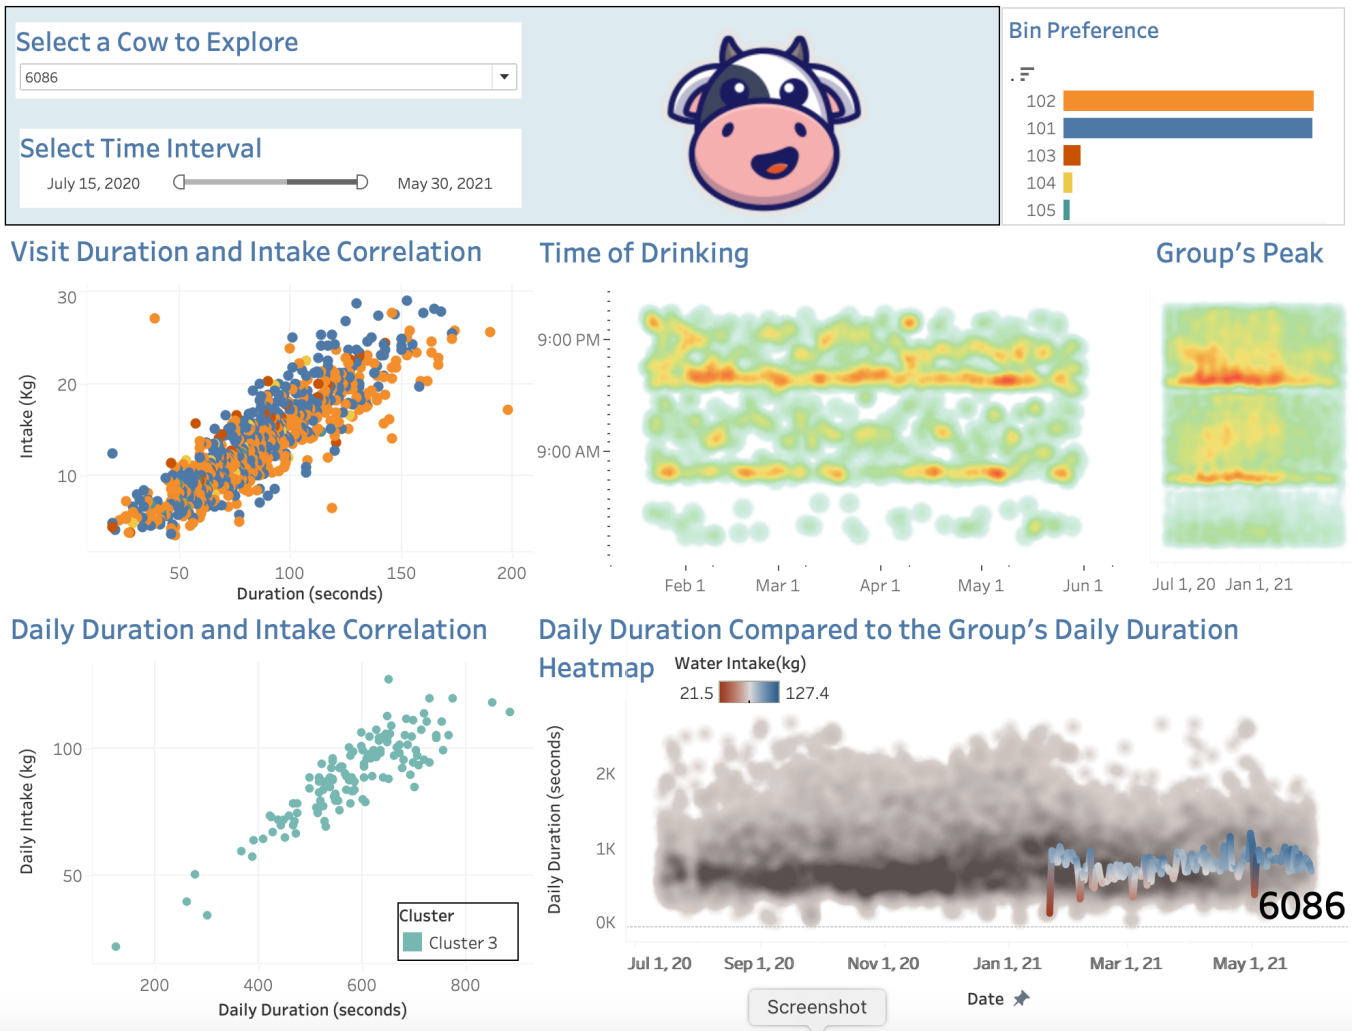 Select a Cow to Explore
6086
Select Time Interval
July 15, 2020
May 30, 2021
Bin Preference
102
101
103
104
105
Visit Duration and Intake Correlation
30
20
10
Intake (Kg)
50
100
150
200
Duration (seconds)
Time of Drinking
9:00 PM
9:00 AM
Feb 1
Mar 1
Apr 1
May 1
Jun 1
Group's Peak
Jul 1, 20
Jan 1, 21
Daily Duration and Intake Correlation
100
50
Daily Intake (kg)
200
400
600
800
Daily Duration (seconds)
Cluster
Cluster 3
Daily Duration Compared to the Group's Daily Duration
Heatmap
Water Intake(kg)
21.5
127.4
2K
1K
0K
Daily Duration (seconds)
6086
Jul 1, 20
Sep 1, 20
Nov 1, 20
Jan 1, 21
Mar 1, 21
May 1, 21
Date
Screenshot